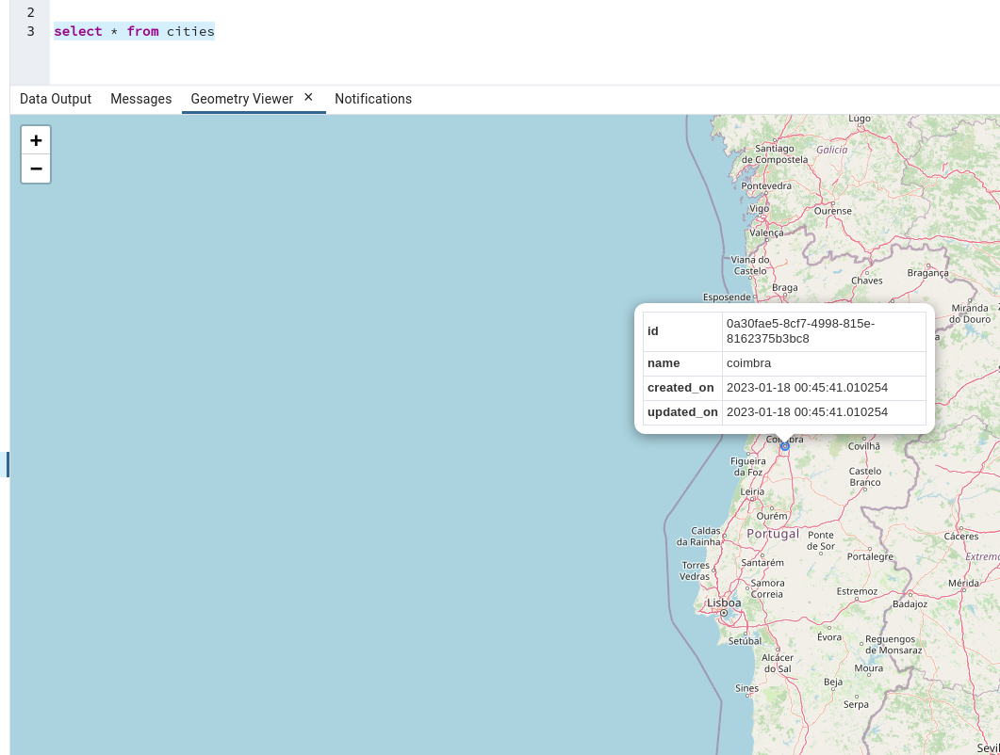 2
3 select * from cities
Data Output Messages Geometry Viewer × Notifications
+
−
Lugo
Santiago
de Compostela
Galicia
Pontevedra
Vigo
Ourense
Valença
Viana do
Castelo
Bragança
Chaves
Braga
Esposende
Miranda
do Douro
id 0a30fae5-8cf7-4998-815e-
8162375b3bc8
name coimbra
created_on 2023-01-18 00:45:41.010254
updated_on 2023-01-18 00:45:41.010254
Coimbra
Covilhã
Figueira
da Foz
Castelo
Branco
Leiria
Ourém
Caldas
da Rainha
Portugal
Ponte
de Sor
Cáceres
Portalegre
Extrem
Torres
Vedras
Santarém
Samora
Correia
Mérida
Estremoz
Lisboa
Badajoz
Setúbal
Évora
Reguengos
de Monsaraz
Alcácer
do Sal
Moura
Beja
Sines
Serpa
Sevil